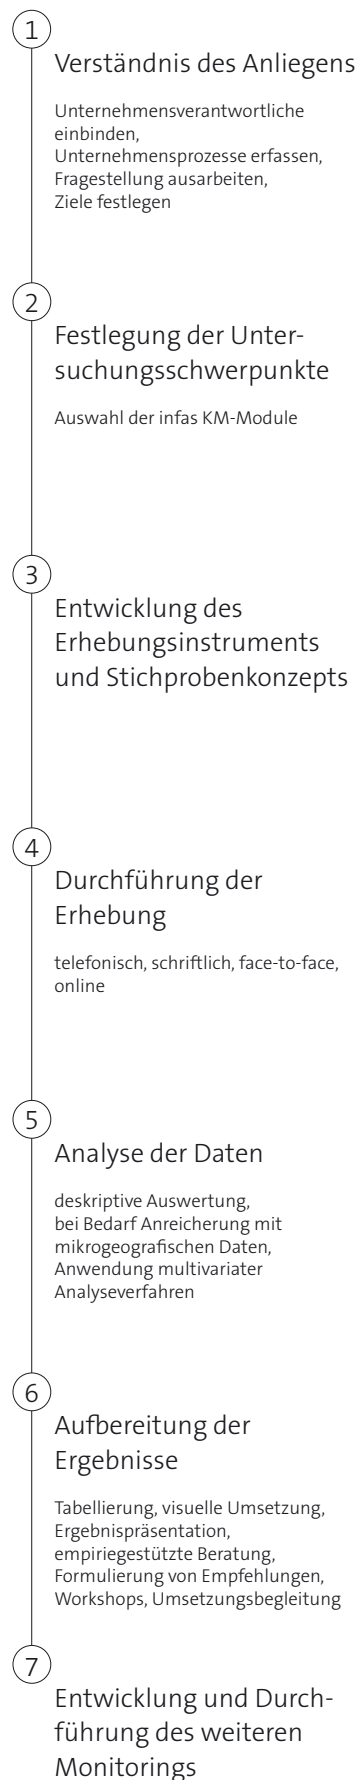 1
Verständnis des Anliegens
Unternehmensverantwortliche
einbinden,
Unternehmensprozesse erfassen,
Fragestellung ausarbeiten,
Ziele festlegen
2
Festlegung der Unter-
suchungsschwerpunkte
Auswahl der infas KM-Module
3
Entwicklung des
Erhebungsinstruments
und Stichprobenkonzepts
4
Durchführung der
Erhebung
telefonisch, schriftlich, face-to-face,
online
5
Analyse der Daten
deskriptive Auswertung,
bei Bedarf Anreicherung mit
mikrogeografischen Daten,
Anwendung multivariater
Analyseverfahren
6
Aufbereitung der
Ergebnisse
Tabellierung, visuelle Umsetzung,
Ergebnispräsentation,
empiriegestützte Beratung,
Formulierung von Empfehlungen,
Workshops, Umsetzungsbegleitung
7
Entwicklung und Durch-
führung des weiteren
Monitorings